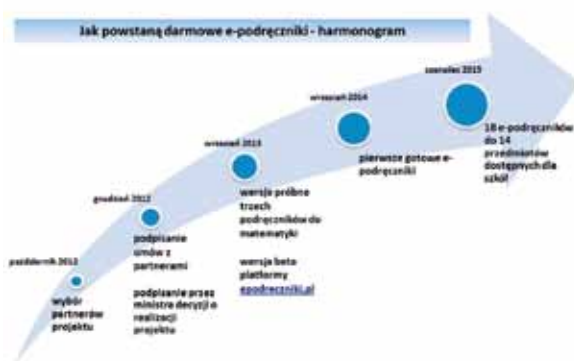 Jak powstaną darmowe e-podręczniki - harmonogram
październik 2012
wybór
partnerów
projektu
grudzień 2012
podpisanie
umów z
partnerami
podpisanie przez
ministra decyzji o
realizacji
projektu
wrzesień 2013
wersje próbne
trzech
podręczników do
matematyki
wersja beta
platformy
epodreczniki.pl
wrzesień 2014
pierwsze gotowe e-
podręczniki
czerwiec 2015
18 e-podręczników
do 14
przedmiotów
dostępnych dla
szkół